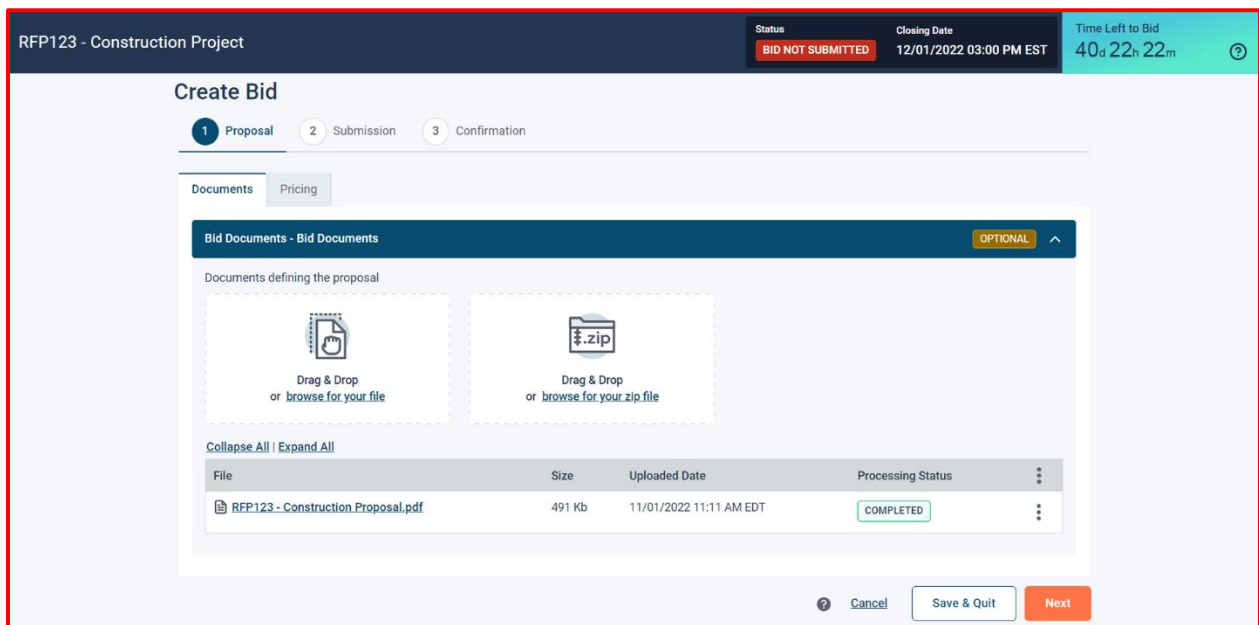 RFP123 - Construction Project
Status
BID NOT SUBMITTED
Closing Date
12/01/2022 03:00 PM EST
Time Left to Bid
40d 22h 22m
?
Create Bid
1 Proposal 2 Submission 3 Confirmation
Documents Pricing
Bid Documents - Bid Documents OPTIONAL
Documents defining the proposal
.zip
Drag & Drop
or browse for your file
Drag & Drop
or browse for your zip file
Collapse All | Expand All
File Size Uploaded Date Processing Status
RFP123 - Construction Proposal.pdf 491 Kb 11/01/2022 11:11 AM EDT COMPLETED
? Cancel Save & Quit Next